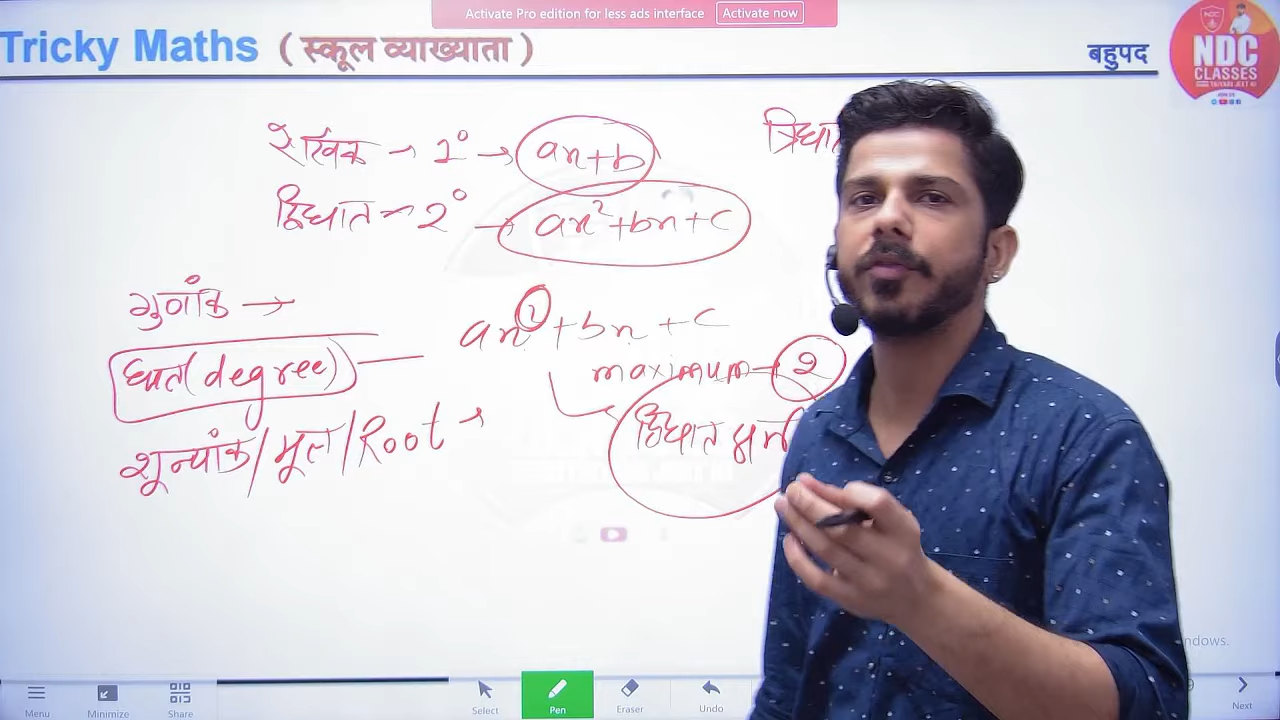 Activate Pro edition for less ads interface Activate now
Tricky Maths ( स्कूल व्याख्याता )
बहुपद
NDC
CLASSES
रैखिक → 1° → ax+b
द्विघात → 2° → ax²+bx+c
गुणांक →
ax²+bx+c
घात(degree) —
maximum → 2
शून्यांक/मूल/Root →
द्विघात
Menu
Minimize
Share
Select
Pen
Eraser
Undo
Next